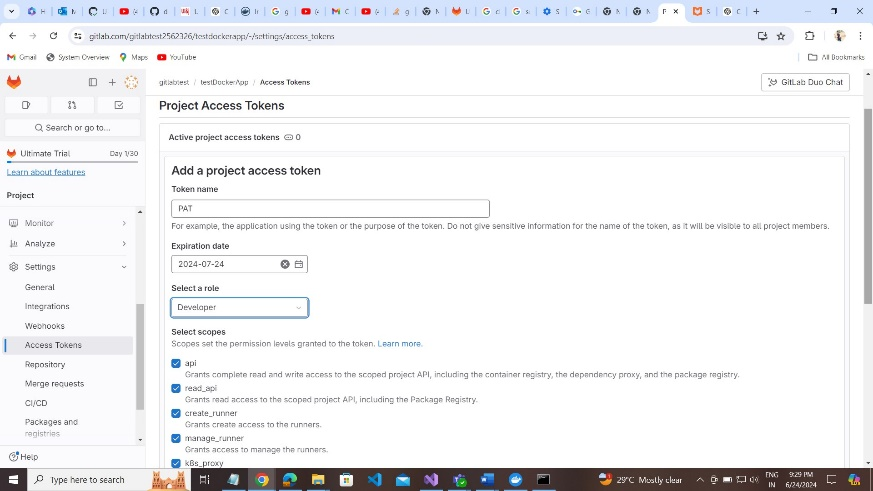 gitlab.com/gitlabtest2562326/testdockerapp/-/settings/access_tokens
Gmail
System Overview
Maps
YouTube
All Bookmarks
gitlabtest / testDockerApp / Access Tokens
GitLab Duo Chat
Search or go to...
Ultimate Trial
Day 1/30
Learn about features
Project
Monitor
Analyze
Settings
General
Integrations
Webhooks
Access Tokens
Repository
Merge requests
CI/CD
Packages and
registries
Help
Project Access Tokens
Active project access tokens 0
Add a project access token
Token name
PAT
For example, the application using the token or the purpose of the token. Do not give sensitive information for the name of the token, as it will be visible to all project members.
Expiration date
2024-07-24
Select a role
Developer
Select scopes
Scopes set the permission levels granted to the token. Learn more.
api
Grants complete read and write access to the scoped project API, including the container registry, the dependency proxy, and the package registry.
read_api
Grants read access to the scoped project API, including the Package Registry.
create_runner
Grants create access to the runners.
manage_runner
Grants access to manage the runners.
k8s_proxy
Type here to search
29°C Mostly clear
ENG
IN
9:29 PM
6/24/2024